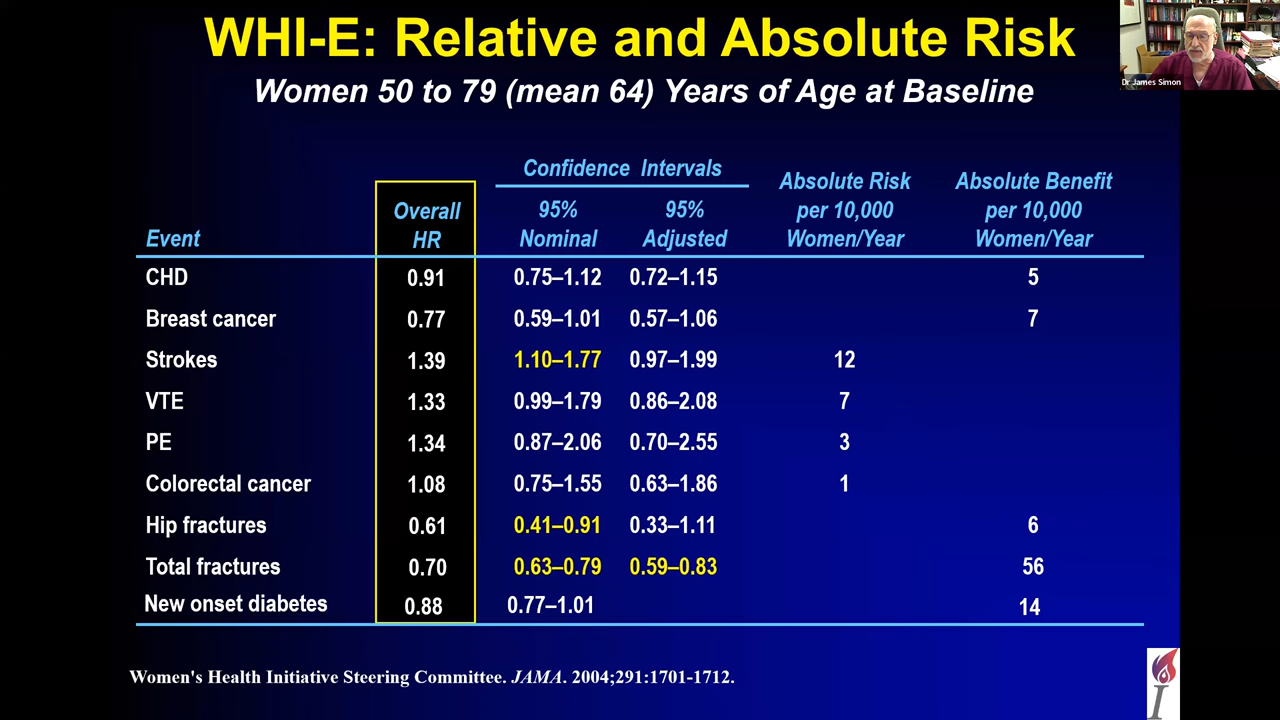 WHI-E: Relative and Absolute Risk
Women 50 to 79 (mean 64) Years of Age at Baseline
Dr James Simon
Event
Overall
HR
Confidence Intervals
95%
Nominal
95%
Adjusted
Absolute Risk
per 10,000
Women/Year
Absolute Benefit
per 10,000
Women/Year
CHD 0.91 0.75–1.12 0.72–1.15 5
Breast cancer 0.77 0.59–1.01 0.57–1.06 7
Strokes 1.39 1.10–1.77 0.97–1.99 12
VTE 1.33 0.99–1.79 0.86–2.08 7
PE 1.34 0.87–2.06 0.70–2.55 3
Colorectal cancer 1.08 0.75–1.55 0.63–1.86 1
Hip fractures 0.61 0.41–0.91 0.33–1.11 6
Total fractures 0.70 0.63–0.79 0.59–0.83 56
New onset diabetes 0.88 0.77–1.01 14
Women's Health Initiative Steering Committee. JAMA. 2004;291:1701-1712.